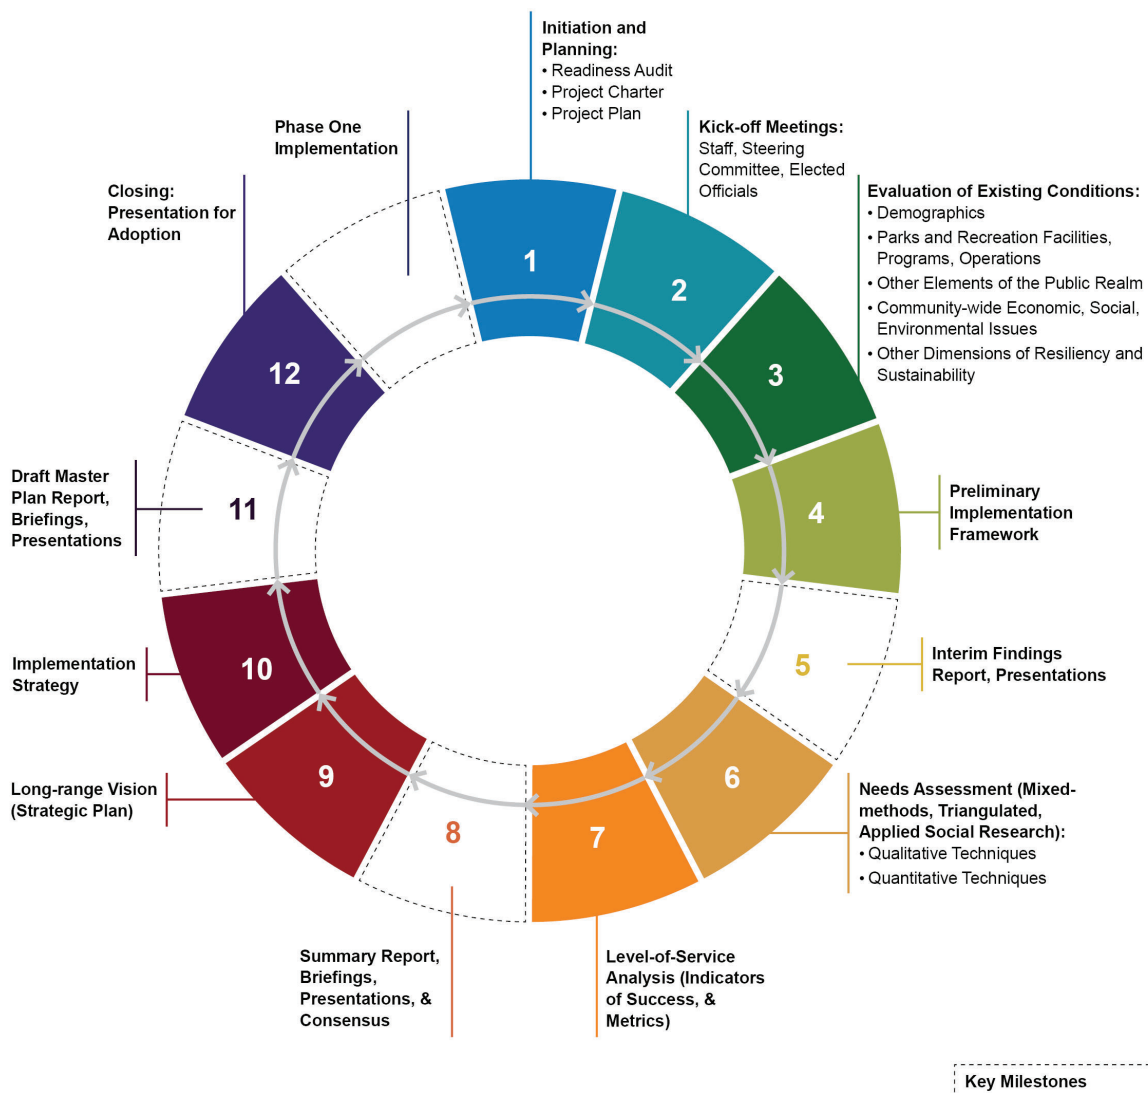 Initiation and
Planning:
• Readiness Audit
• Project Charter
• Project Plan
Kick-off Meetings:
Staff, Steering
Committee, Elected
Officials
Evaluation of Existing Conditions:
• Demographics
• Parks and Recreation Facilities,
Programs, Operations
• Other Elements of the Public Realm
• Community-wide Economic, Social,
Environmental Issues
• Other Dimensions of Resiliency and
Sustainability
Preliminary
Implementation
Framework
Interim Findings
Report, Presentations
Needs Assessment (Mixed-
methods, Triangulated,
Applied Social Research):
• Qualitative Techniques
• Quantitative Techniques
Level-of-Service
Analysis (Indicators
of Success, &
Metrics)
Summary Report,
Briefings,
Presentations, &
Consensus
Long-range Vision
(Strategic Plan)
Implementation
Strategy
Draft Master
Plan Report,
Briefings,
Presentations
Closing:
Presentation for
Adoption
Phase One
Implementation
1
2
3
4
5
6
7
8
9
10
11
12
Key Milestones